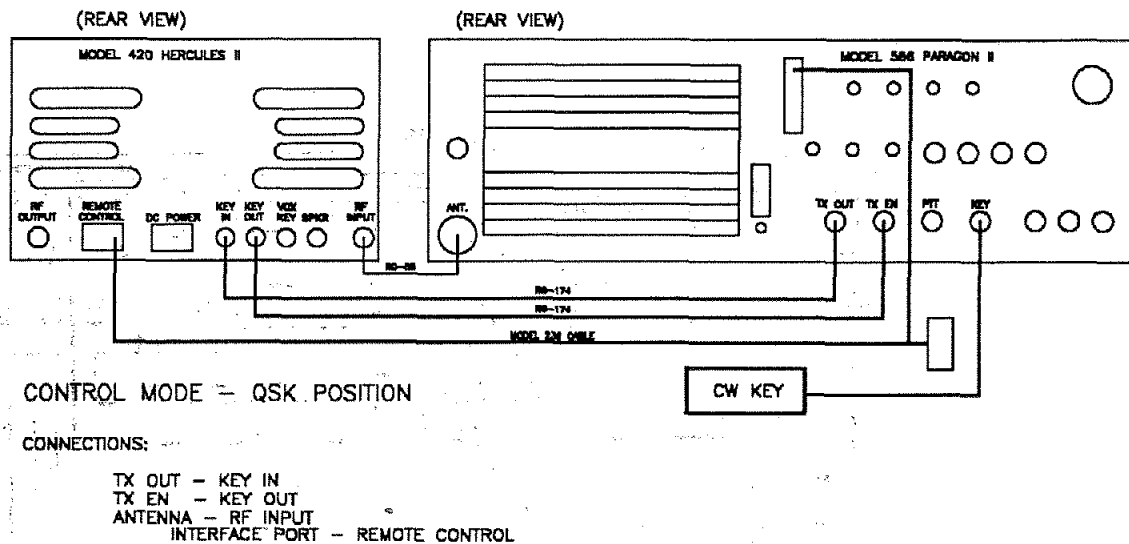 (REAR VIEW)
(REAR VIEW)
MODEL 420 HERCULES II
MODEL 586 PARAGON II
RF OUTPUT
REMOTE CONTROL
DC POWER
KEY IN
KEY OUT
VOX KEY
SPKR
RF INPUT
ANT.
TX OUT
TX EN
PTT
KEY
RG-174
RG-174
MODEL CABLE
CW KEY
CONTROL MODE - QSK POSITION
CONNECTIONS:
TX OUT - KEY IN
TX EN - KEY OUT
ANTENNA - RF INPUT
INTERFACE PORT - REMOTE CONTROL